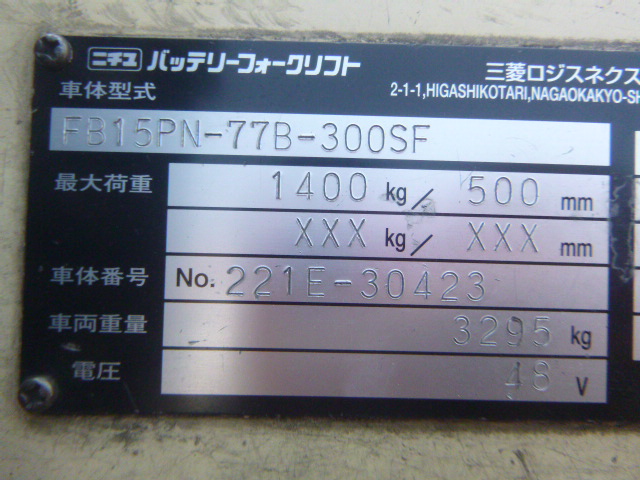 ニチユ バッテリーフォークリフト
三菱ロジスネクス
2-1-1,HIGASHIKOTARI,NAGAOKAKYO-SH
車体型式
FB15PN-77B-300SF
最大荷重 1400 kg/ 500 mm
XXX kg/ XXX mm
車体番号 No. 221E-30423
車両重量 3295 kg
電圧 48 V